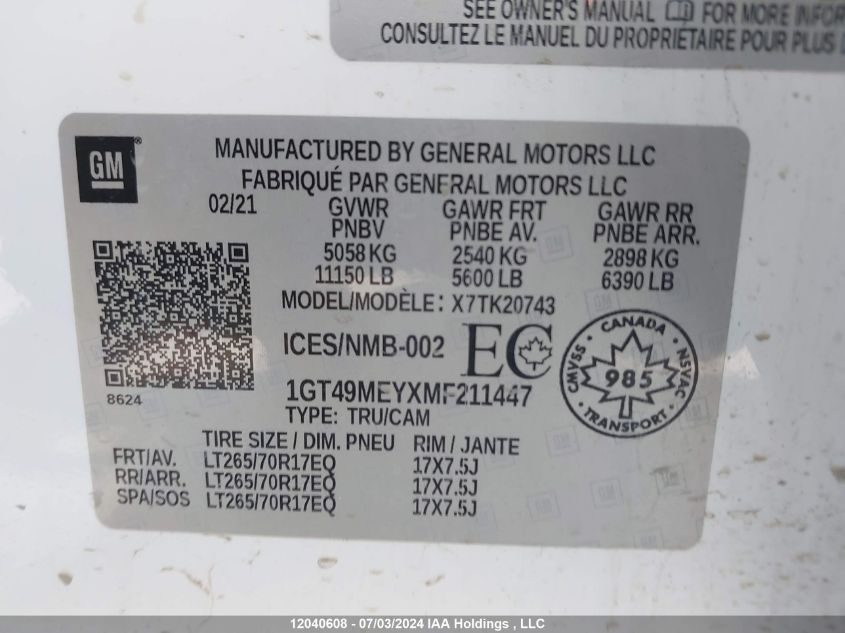 SEE OWNER'S MANUAL FOR MORE INFOR
CONSULTEZ LE MANUEL DU PROPRIÉTAIRE POUR PLUS
GM
MANUFACTURED BY GENERAL MOTORS LLC
FABRIQUÉ PAR GENERAL MOTORS LLC
02/21 GVWR GAWR FRT GAWR RR
PNBV PNBE AV. PNBE ARR.
5058 KG 2540 KG 2898 KG
11150 LB 5600 LB 6390 LB
MODEL/MODÈLE: X7TK20743
ICES/NMB-002 EC
CANADA
CMVSS 985 NSVAC
TRANSPORT
8624
1GT49MEYXMF211447
TYPE: TRU/CAM
TIRE SIZE / DIM. PNEU RIM / JANTE
FRT/AV. LT265/70R17EQ 17X7.5J
RR/ARR. LT265/70R17EQ 17X7.5J
SPA/SOS LT265/70R17EQ 17X7.5J
12040608 - 07/03/2024 IAA Holdings , LLC